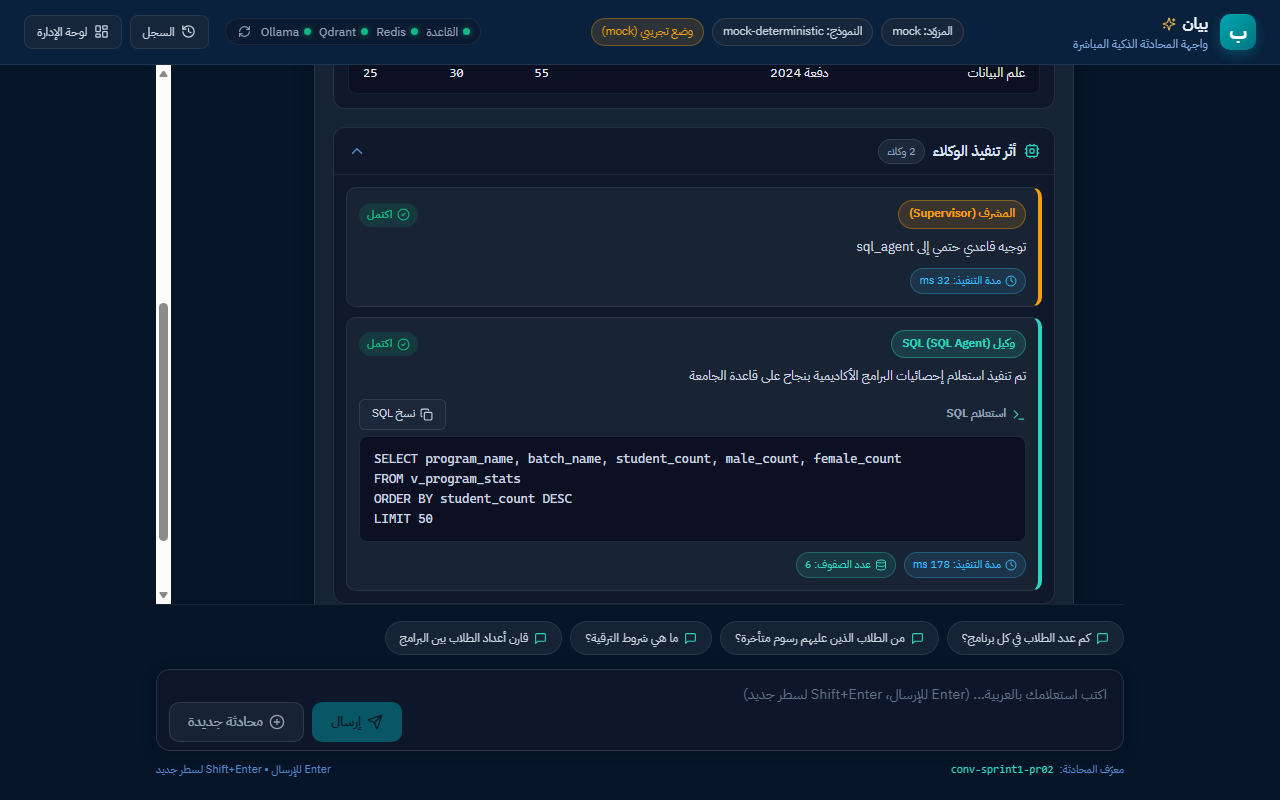 ب
بيان
واجهة المحادثة الذكية المباشرة
المزوّد: mock
النموذج: mock-deterministic
وضع تجريبي (mock)
القاعدة
Redis
Qdrant
Ollama
السجل
لوحة الإدارة
علم البيانات دفعة 2024 55 30 25
أثر تنفيذ الوكلاء
2 وكلاء
المشرف (Supervisor)
اكتمل
توجيه قاعدي حتمي إلى sql_agent
مدة التنفيذ: 32 ms
وكيل SQL (SQL Agent)
اكتمل
تم تنفيذ استعلام إحصائيات البرامج الأكاديمية بنجاح على قاعدة الجامعة
استعلام SQL
نسخ SQL
SELECT program_name, batch_name, student_count, male_count, female_count
FROM v_program_stats
ORDER BY student_count DESC
LIMIT 50
مدة التنفيذ: 178 ms
عدد الصفوف: 6
كم عدد الطلاب في كل برنامج؟
من الطلاب الذين عليهم رسوم متأخرة؟
ما هي شروط الترقية؟
قارن أعداد الطلاب بين البرامج
اكتب استعلامك بالعربية... (Enter للإرسال، Shift+Enter لسطر جديد)
إرسال
محادثة جديدة
معرّف المحادثة: conv-sprint1-pr02
Enter للإرسال • Shift+Enter لسطر جديد